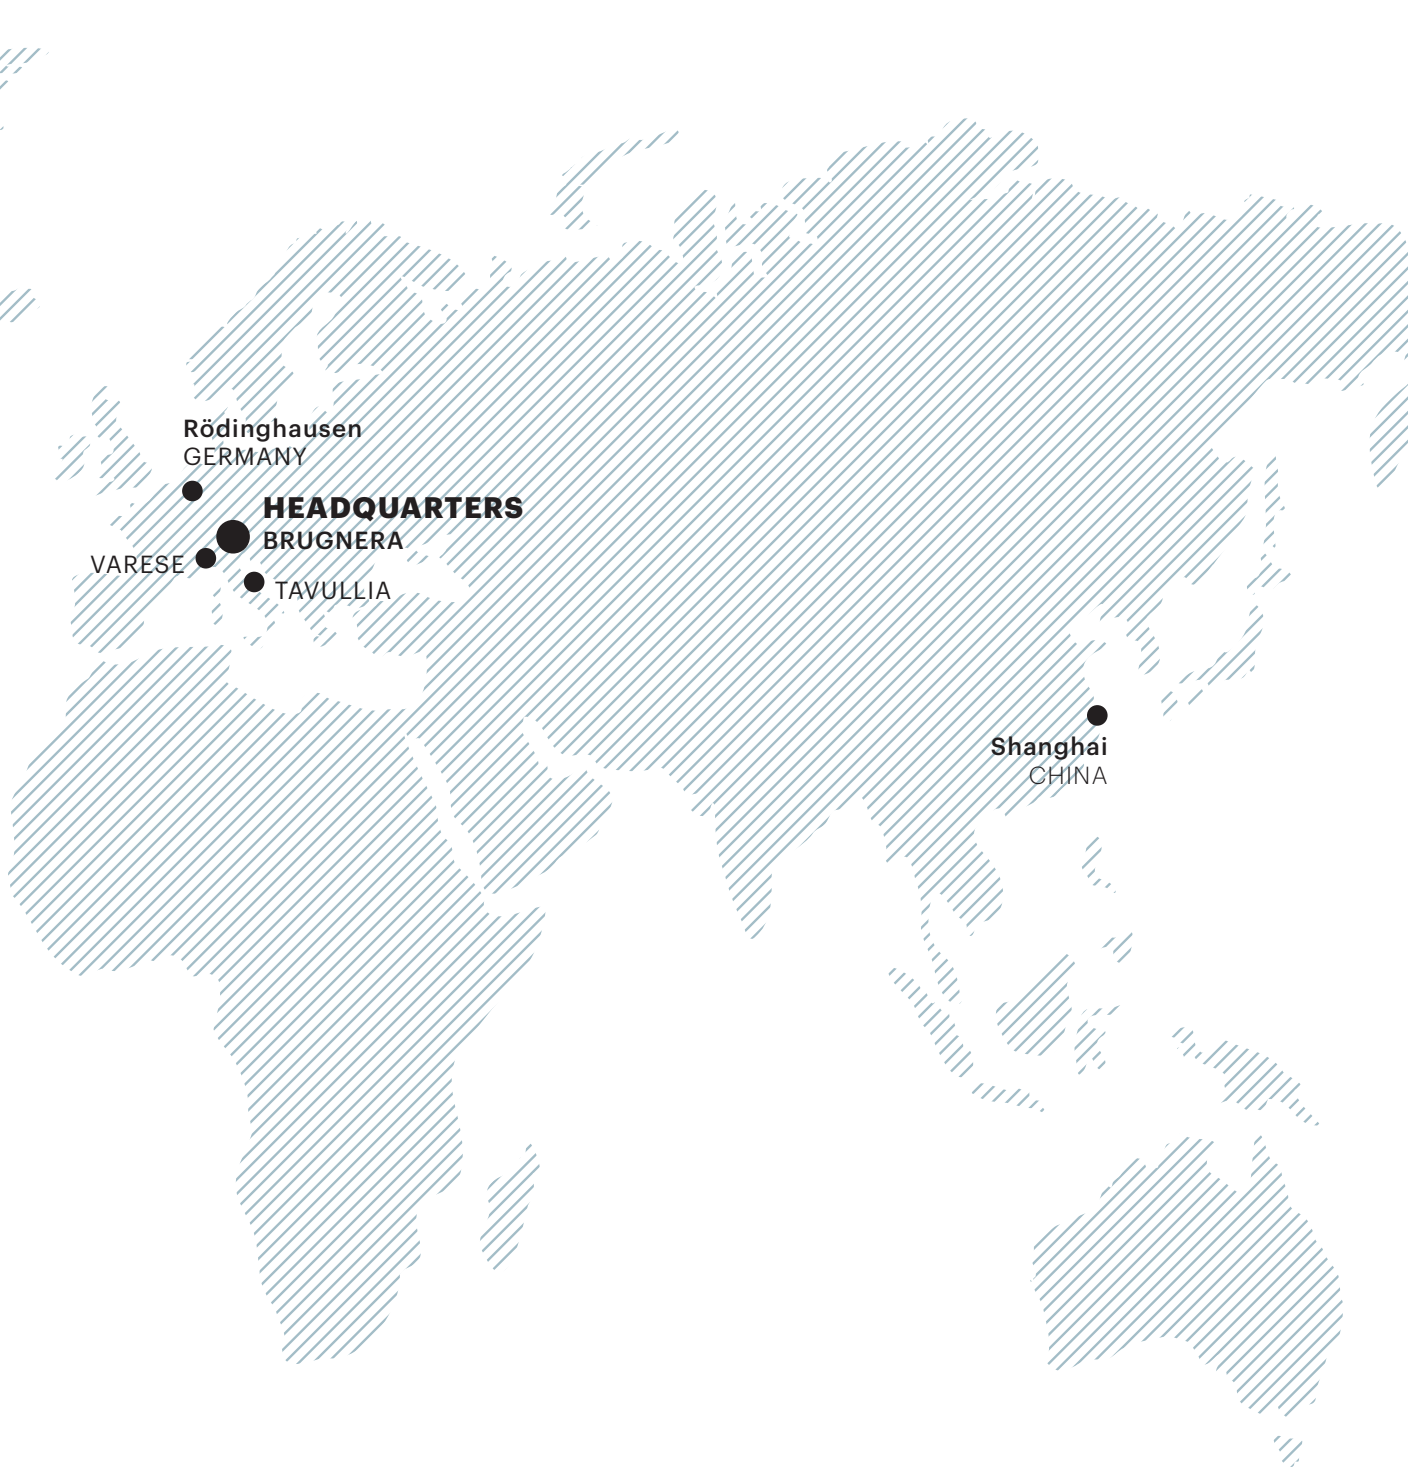 Rödinghausen
GERMANY
HEADQUARTERS
BRUGNERA
VARESE
TAVULLIA
Shanghai
CHINA